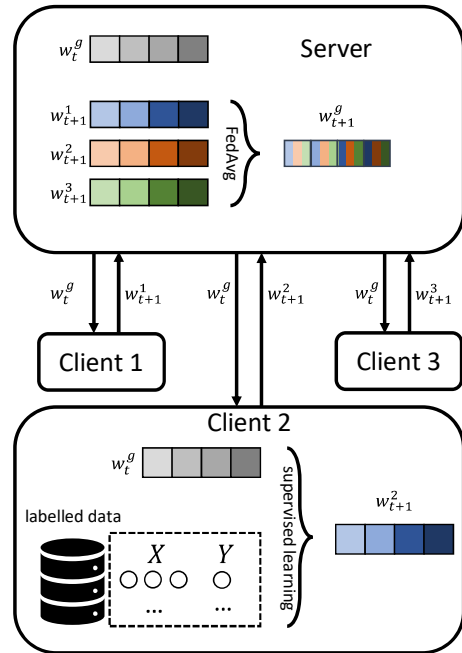 Server
w_t^g
w_{t+1}^1
w_{t+1}^2
w_{t+1}^3
FedAvg
w_{t+1}^g
w_t^g w_{t+1}^1 w_t^g w_{t+1}^2 w_t^g w_{t+1}^3
Client 1
Client 3
Client 2
w_t^g
supervised learning
w_{t+1}^2
labelled data
X Y
... ...